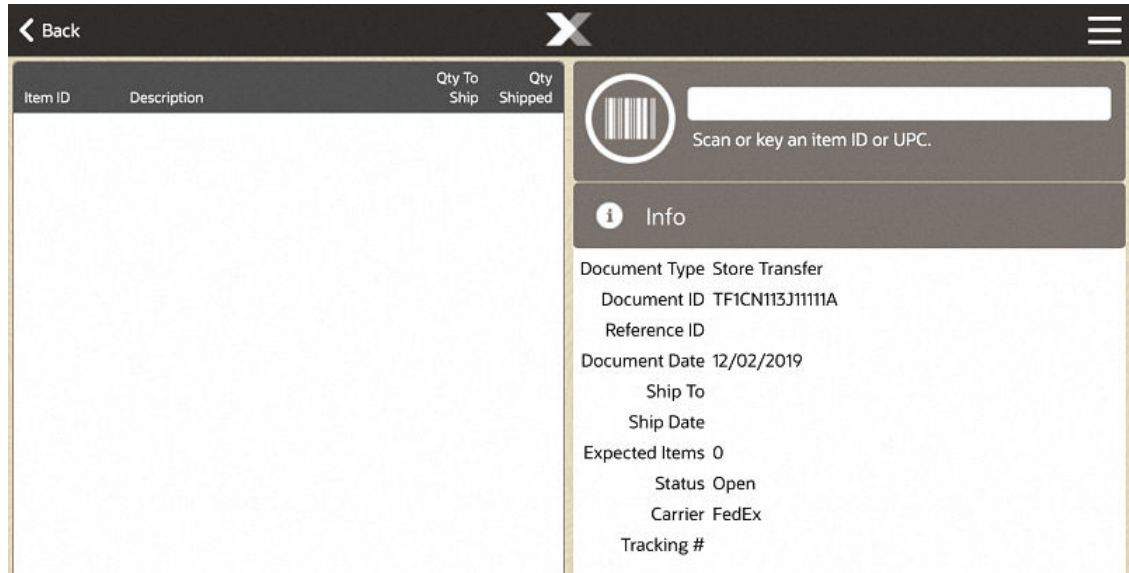 Back
Item ID Description Qty To Ship Qty Shipped
Scan or key an item ID or UPC.
Info
Document Type Store Transfer
Document ID TF1CN113J11111A
Reference ID
Document Date 12/02/2019
Ship To
Ship Date
Expected Items 0
Status Open
Carrier FedEx
Tracking #